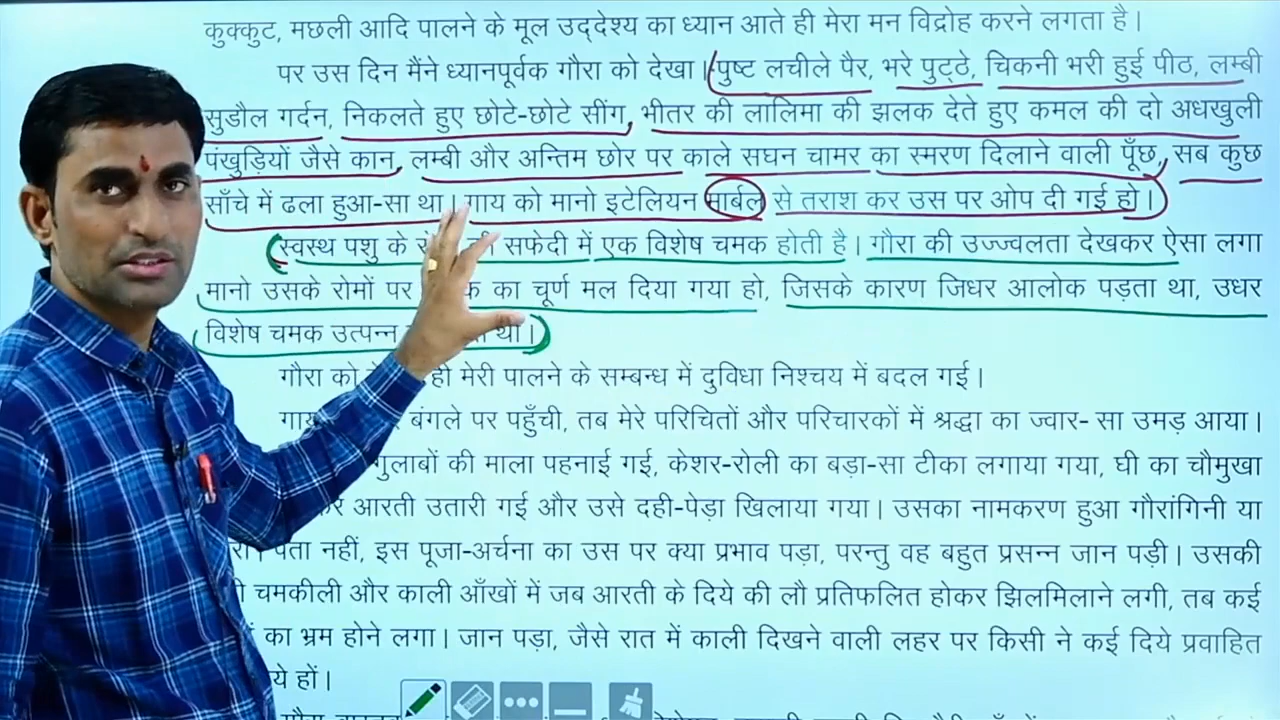 कुक्कुट, मछली आदि पालने के मूल उद्देश्य का ध्यान आते ही मेरा मन विद्रोह करने लगता है।
पर उस दिन मैंने ध्यानपूर्वक गौरा को देखा। पुष्ट लचीले पैर, भरे पुट्ठे, चिकनी भरी हुई पीठ, लम्बी
सुडौल गर्दन, निकलते हुए छोटे-छोटे सींग, भीतर की लालिमा की झलक देते हुए कमल की दो अधखुली
पंखुड़ियों जैसे कान, लम्बी और अन्तिम छोर पर काले सघन चामर का स्मरण दिलाने वाली पूँछ, सब कुछ
साँचे में ढला हुआ-सा था। गाय को मानो इटेलियन मार्बल से तराश कर उस पर ओप दी गई हो।
स्वस्थ पशु के की सफेदी में एक विशेष चमक होती है। गौरा की उज्ज्वलता देखकर ऐसा लगा
मानो उसके रोमों पर का चूर्ण मल दिया गया हो, जिसके कारण जिधर आलोक पड़ता था, उधर
विशेष चमक उत्पन्न था।
गौरा को ही मेरी पालने के सम्बन्ध में दुविधा निश्चय में बदल गई।
गाय बंगले पर पहुँची, तब मेरे परिचितों और परिचारकों में श्रद्धा का ज्वार- सा उमड़ आया।
गुलाबों की माला पहनाई गई, केशर-रोली का बड़ा-सा टीका लगाया गया, घी का चौमुखा
आरती उतारी गई और उसे दही-पेड़ा खिलाया गया। उसका नामकरण हुआ गौरांगिनी या
पता नहीं, इस पूजा-अर्चना का उस पर क्या प्रभाव पड़ा, परन्तु वह बहुत प्रसन्न जान पड़ी। उसकी
चमकीली और काली आँखों में जब आरती के दिये की लौ प्रतिफलित होकर झिलमिलाने लगी, तब कई
का भ्रम होने लगा। जान पड़ा, जैसे रात में काली दिखने वाली लहर पर किसी ने कई दिये प्रवाहित
हों।